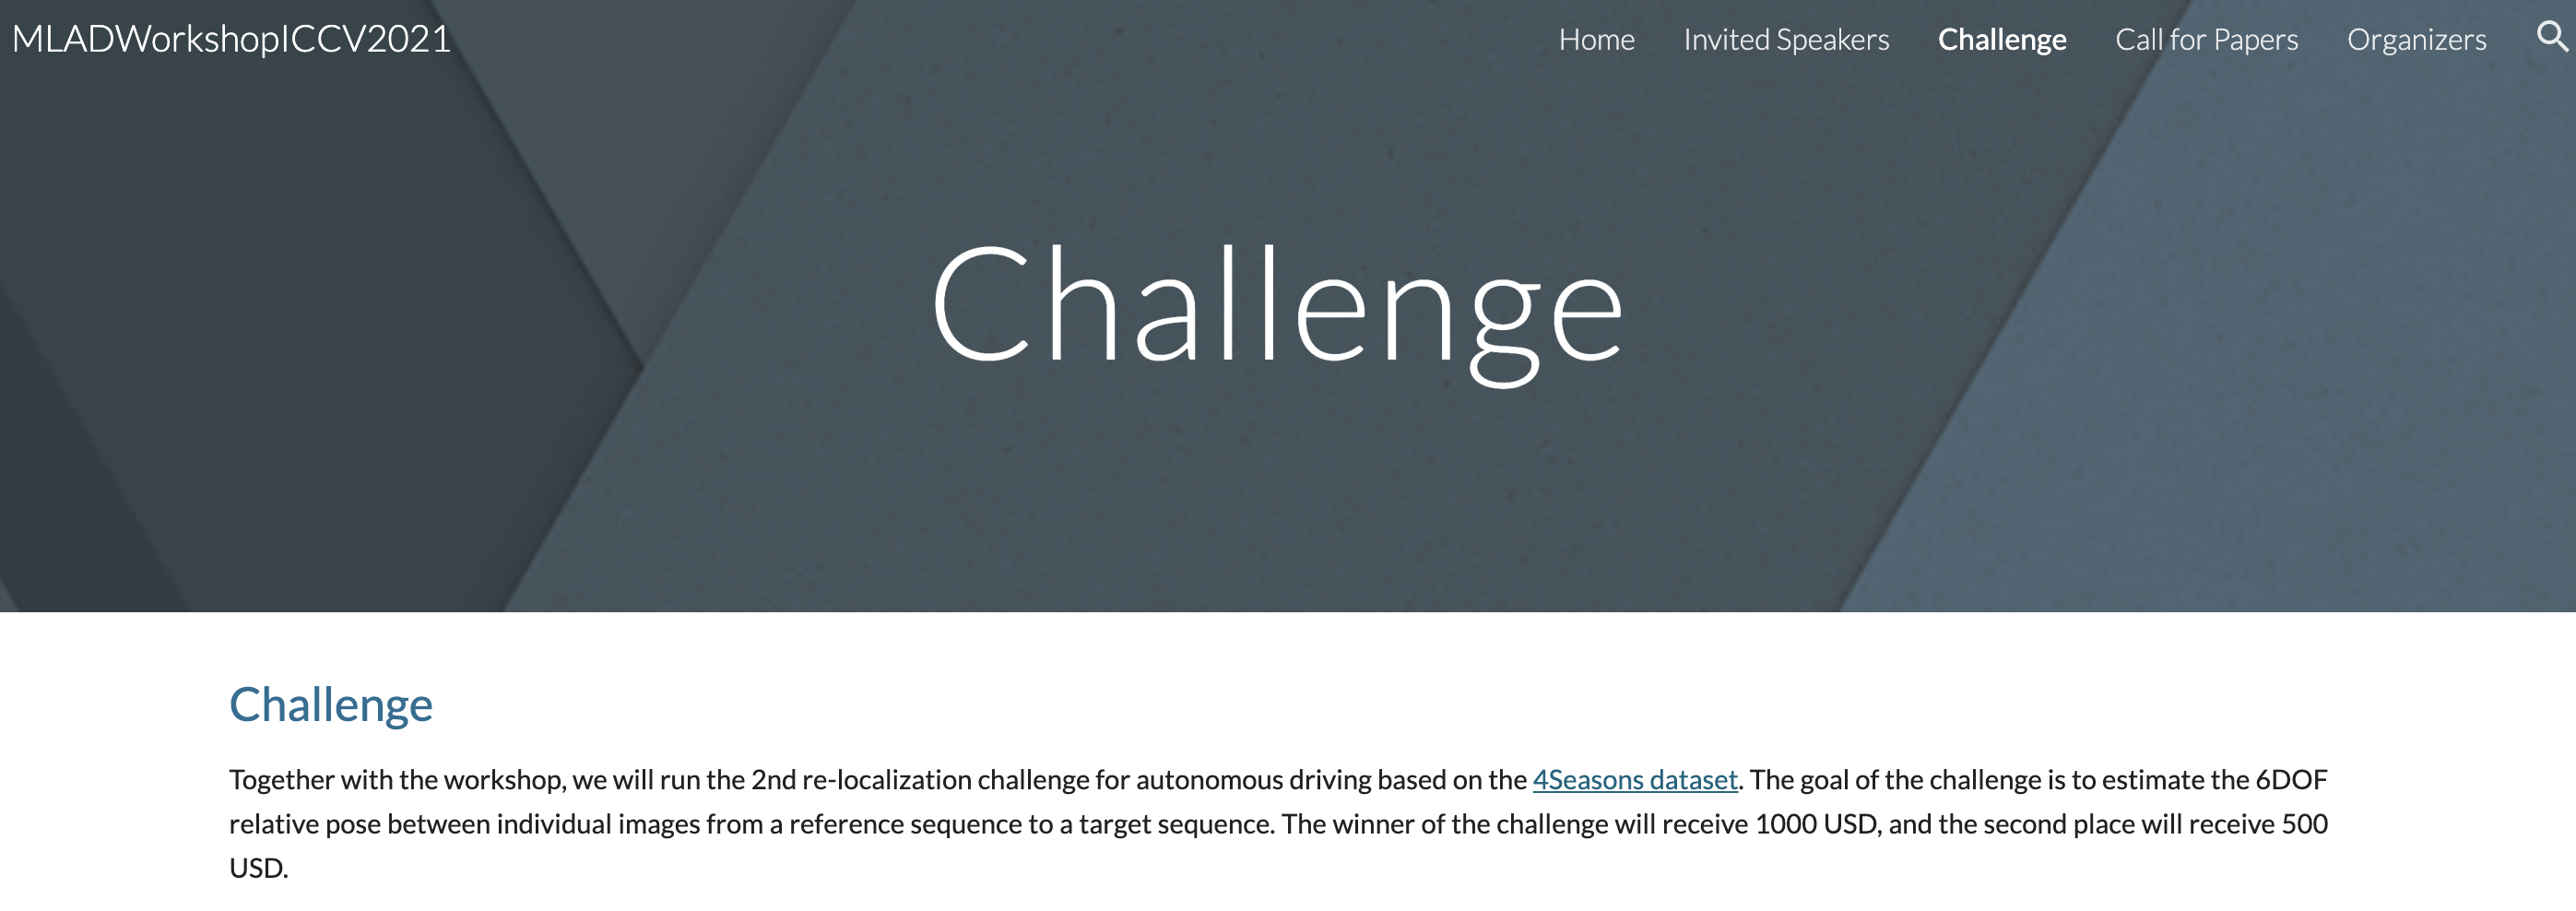 MLADWorkshopICCV2021
Home Invited Speakers Challenge Call for Papers Organizers
Challenge
Challenge
Together with the workshop, we will run the 2nd re-localization challenge for autonomous driving based on the 4Seasons dataset. The goal of the challenge is to estimate the 6DOF
relative pose between individual images from a reference sequence to a target sequence. The winner of the challenge will receive 1000 USD, and the second place will receive 500
USD.